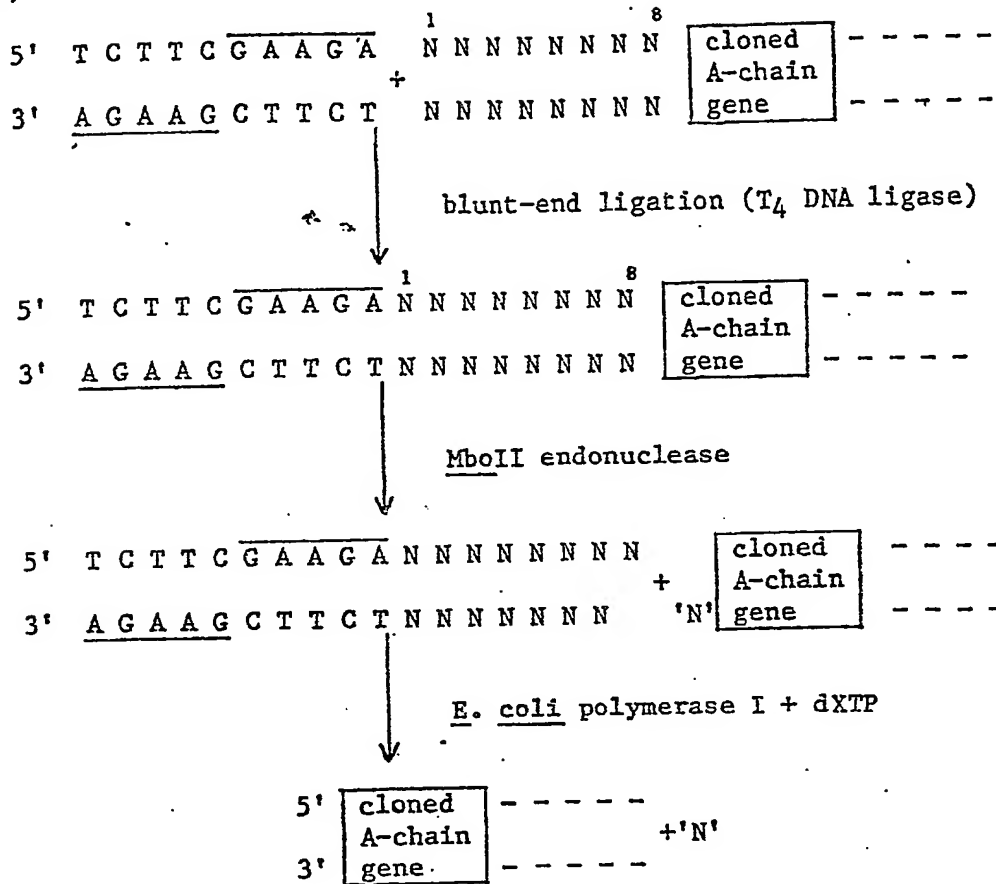 1 8
5' T C T T C G A A G A N N N N N N N N cloned
+ A-chain
3' A G A A G C T T C T N N N N N N N N gene
blunt-end ligation (T4 DNA ligase)
1 8
5' T C T T C G A A G A N N N N N N N N cloned
A-chain
3' A G A A G C T T C T N N N N N N N N gene
MboII endonuclease
5' T C T T C G A A G A N N N N N N N N cloned
+ A-chain
3' A G A A G C T T C T N N N N N N N 'N' gene
E. coli polymerase I + dXTP
5' cloned
A-chain +'N'
3' gene